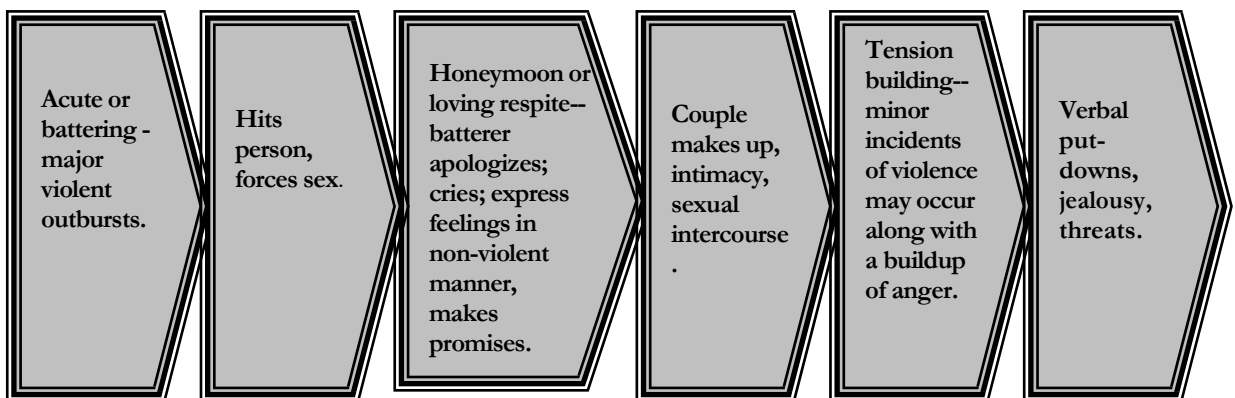 Acute or
battering -
major
violent
outbursts.
Hits
person,
forces sex.
Honeymoon or
loving respite--
batterer
apologizes;
cries; express
feelings in
non-violent
manner,
makes
promises.
Couple
makes up,
intimacy,
sexual
intercourse
.
Tension
building--
minor
incidents
of violence
may occur
along with
a buildup
of anger.
Verbal
put-
downs,
jealousy,
threats.